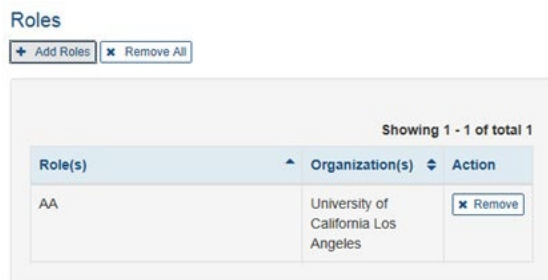 Roles
+ Add Roles × Remove All
Showing 1 - 1 of total 1
Role(s) Organization(s) Action
AA University of × Remove
California Los
Angeles